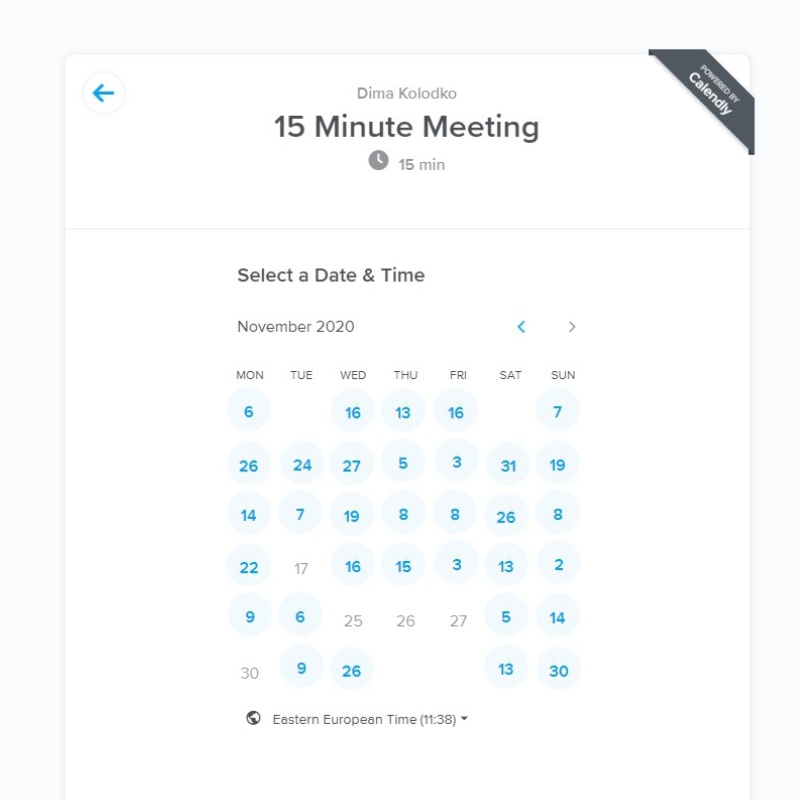 POWERED BY
Calendly
Dima Kolodko
15 Minute Meeting
15 min
Select a Date & Time
November 2020
MON TUE WED THU FRI SAT SUN
6 16 13 16 7
26 24 27 5 3 31 19
14 7 19 8 8 26 8
22 17 16 15 3 13 2
9 6 25 26 27 5 14
30 9 26 13 30
Eastern European Time (11:38)